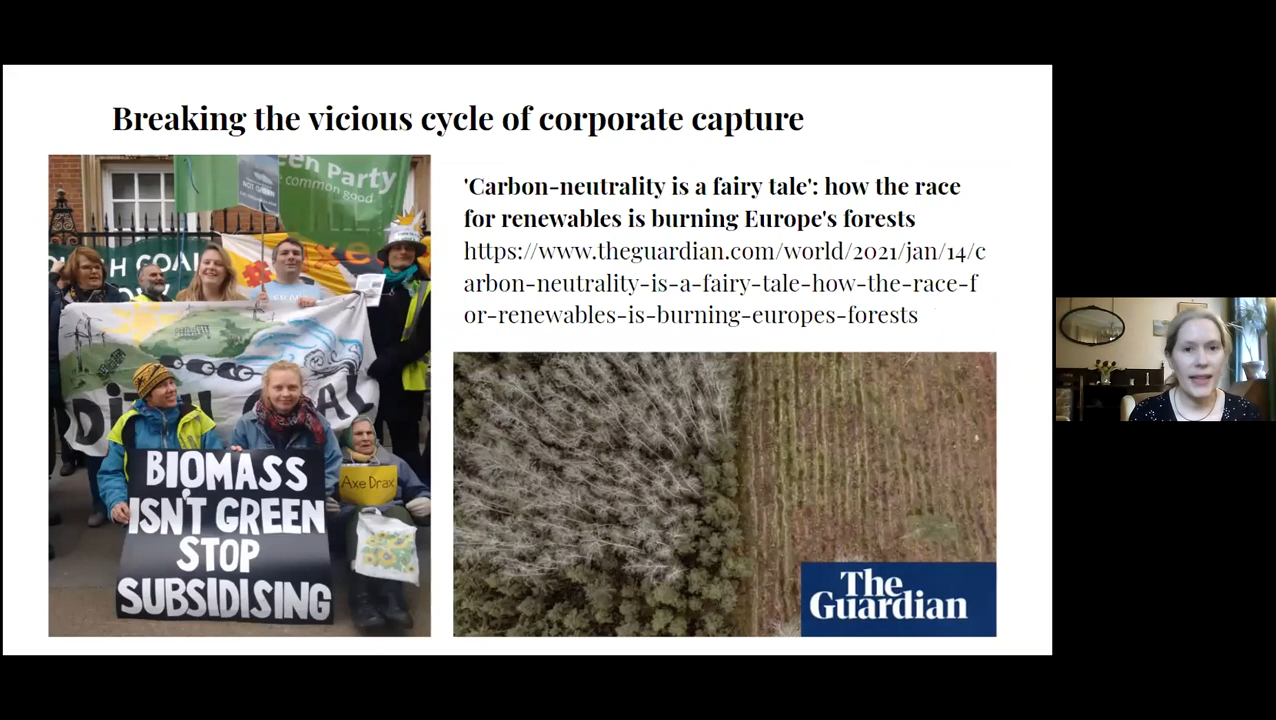 Breaking the vicious cycle of corporate capture
'Carbon-neutrality is a fairy tale': how the race
for renewables is burning Europe's forests
https://www.theguardian.com/world/2021/jan/14/c
arbon-neutrality-is-a-fairy-tale-how-the-race-f
or-renewables-is-burning-europes-forests
een Party
common good
COAL
BIOMASS
ISN'T GREEN
STOP
SUBSIDISING
Axe Drax
The
Guardian